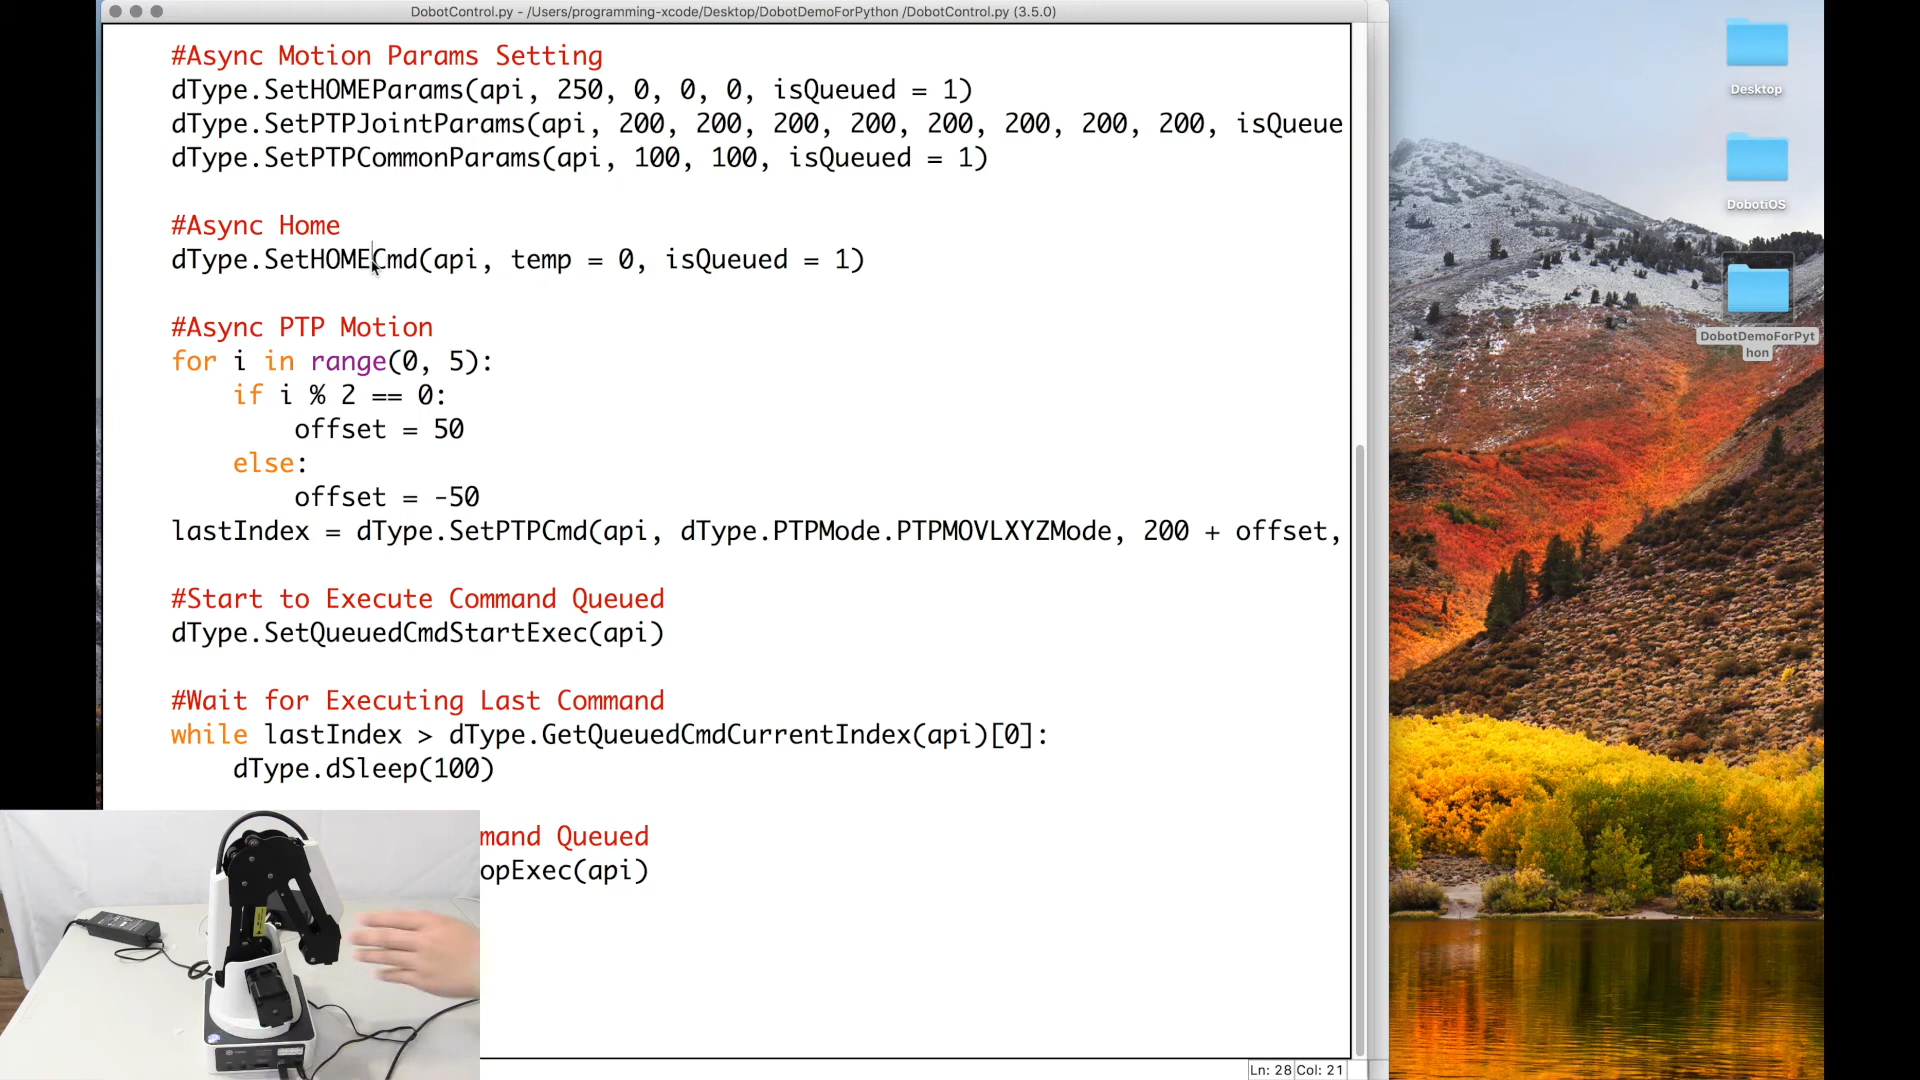 DobotControl.py - /Users/programming-xcode/Desktop/DobotDemoForPython /DobotControl.py (3.5.0)
#Async Motion Params Setting
dType.SetHOMEParams(api, 250, 0, 0, 0, isQueued = 1)
dType.SetPTPJointParams(api, 200, 200, 200, 200, 200, 200, 200, 200, isQueue
dType.SetPTPCommonParams(api, 100, 100, isQueued = 1)
#Async Home
dType.SetHOMECmd(api, temp = 0, isQueued = 1)
#Async PTP Motion
for i in range(0, 5):
if i % 2 == 0:
offset = 50
else:
offset = -50
lastIndex = dType.SetPTPCmd(api, dType.PTPMode.PTPMOVLXYZMode, 200 + offset,
#Start to Execute Command Queued
dType.SetQueuedCmdStartExec(api)
#Wait for Executing Last Command
while lastIndex > dType.GetQueuedCmdCurrentIndex(api)[0]:
dType.dSleep(100)
mand Queued
opExec(api)
Ln: 28 Col: 21
Desktop
DobotiOS
DobotDemoForPyt
hon